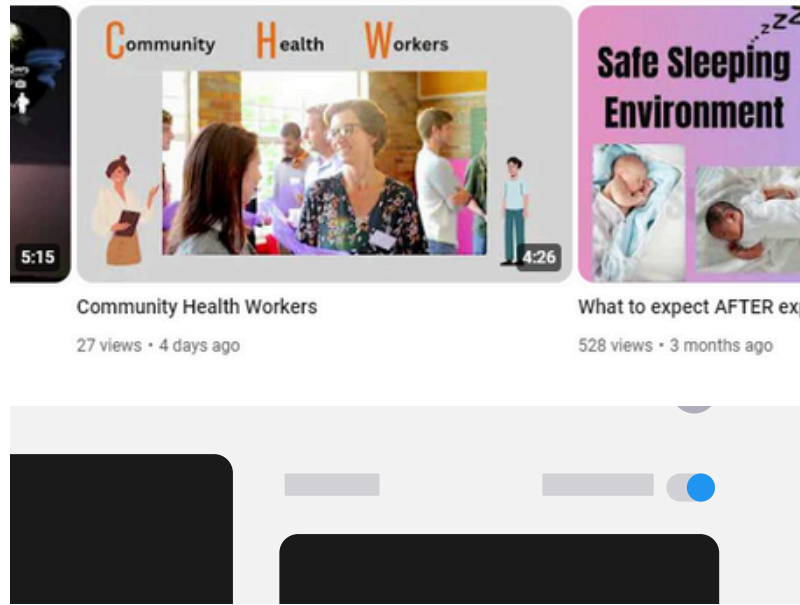 Community Health Workers
zzZ
Safe Sleeping
Environment
5:15
4:26
Community Health Workers
What to expect AFTER
27 views • 4 days ago
528 views • 3 months ago